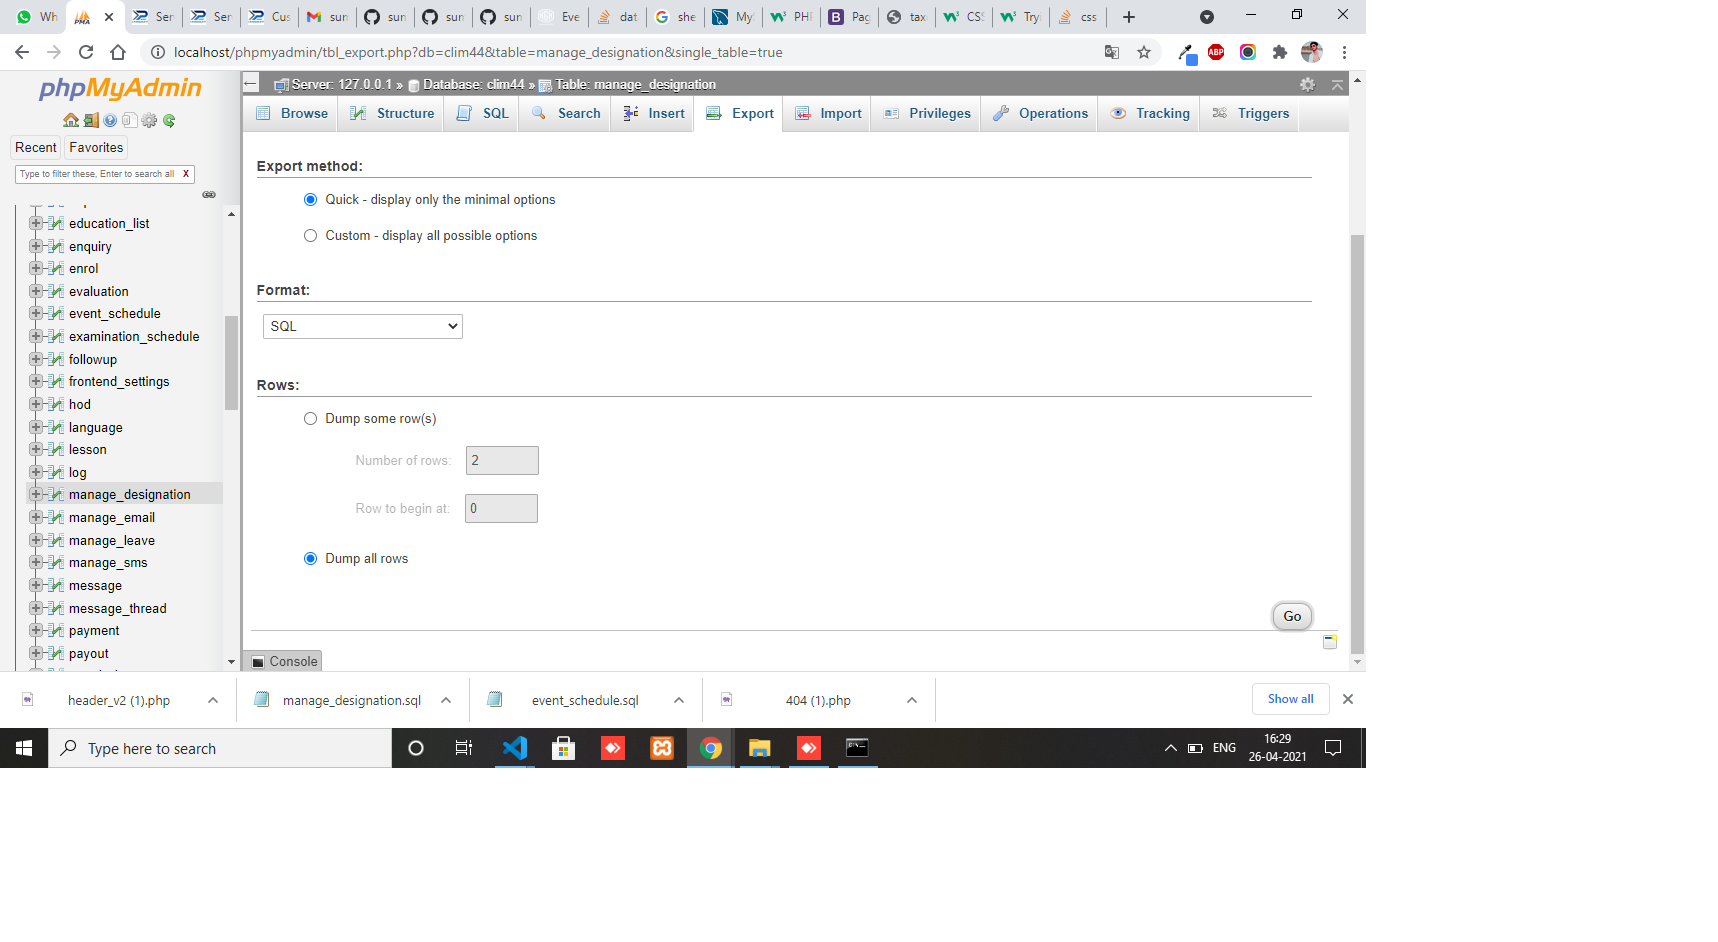 Wh
PMA
Ser
Ser
Cus
sun
sun
sun
sun
Eve
dat
she
My
PHP
Pag
taxi
CSS
Tryi
css
localhost/phpmyadmin/tbl_export.php?db=clim44&table=manage_designation&single_table=true
ABP
phpMyAdmin
Recent
Favorites
Type to filter these, Enter to search all X
education_list
enquiry
enrol
evaluation
event_schedule
examination_schedule
followup
frontend_settings
hod
language
lesson
log
manage_designation
manage_email
manage_leave
manage_sms
message
message_thread
payment
payout
Server: 127.0.0.1 » Database: clim44 » Table: manage_designation
Browse Structure SQL Search Insert Export Import Privileges Operations Tracking Triggers
Export method:
Quick - display only the minimal options
Custom - display all possible options
Format:
SQL
Rows:
Dump some row(s)
Number of rows: 2
Row to begin at: 0
Dump all rows
Go
Console
header_v2 (1).php
manage_designation.sql
event_schedule.sql
404 (1).php
Show all
Type here to search
ENG
16:29
26-04-2021